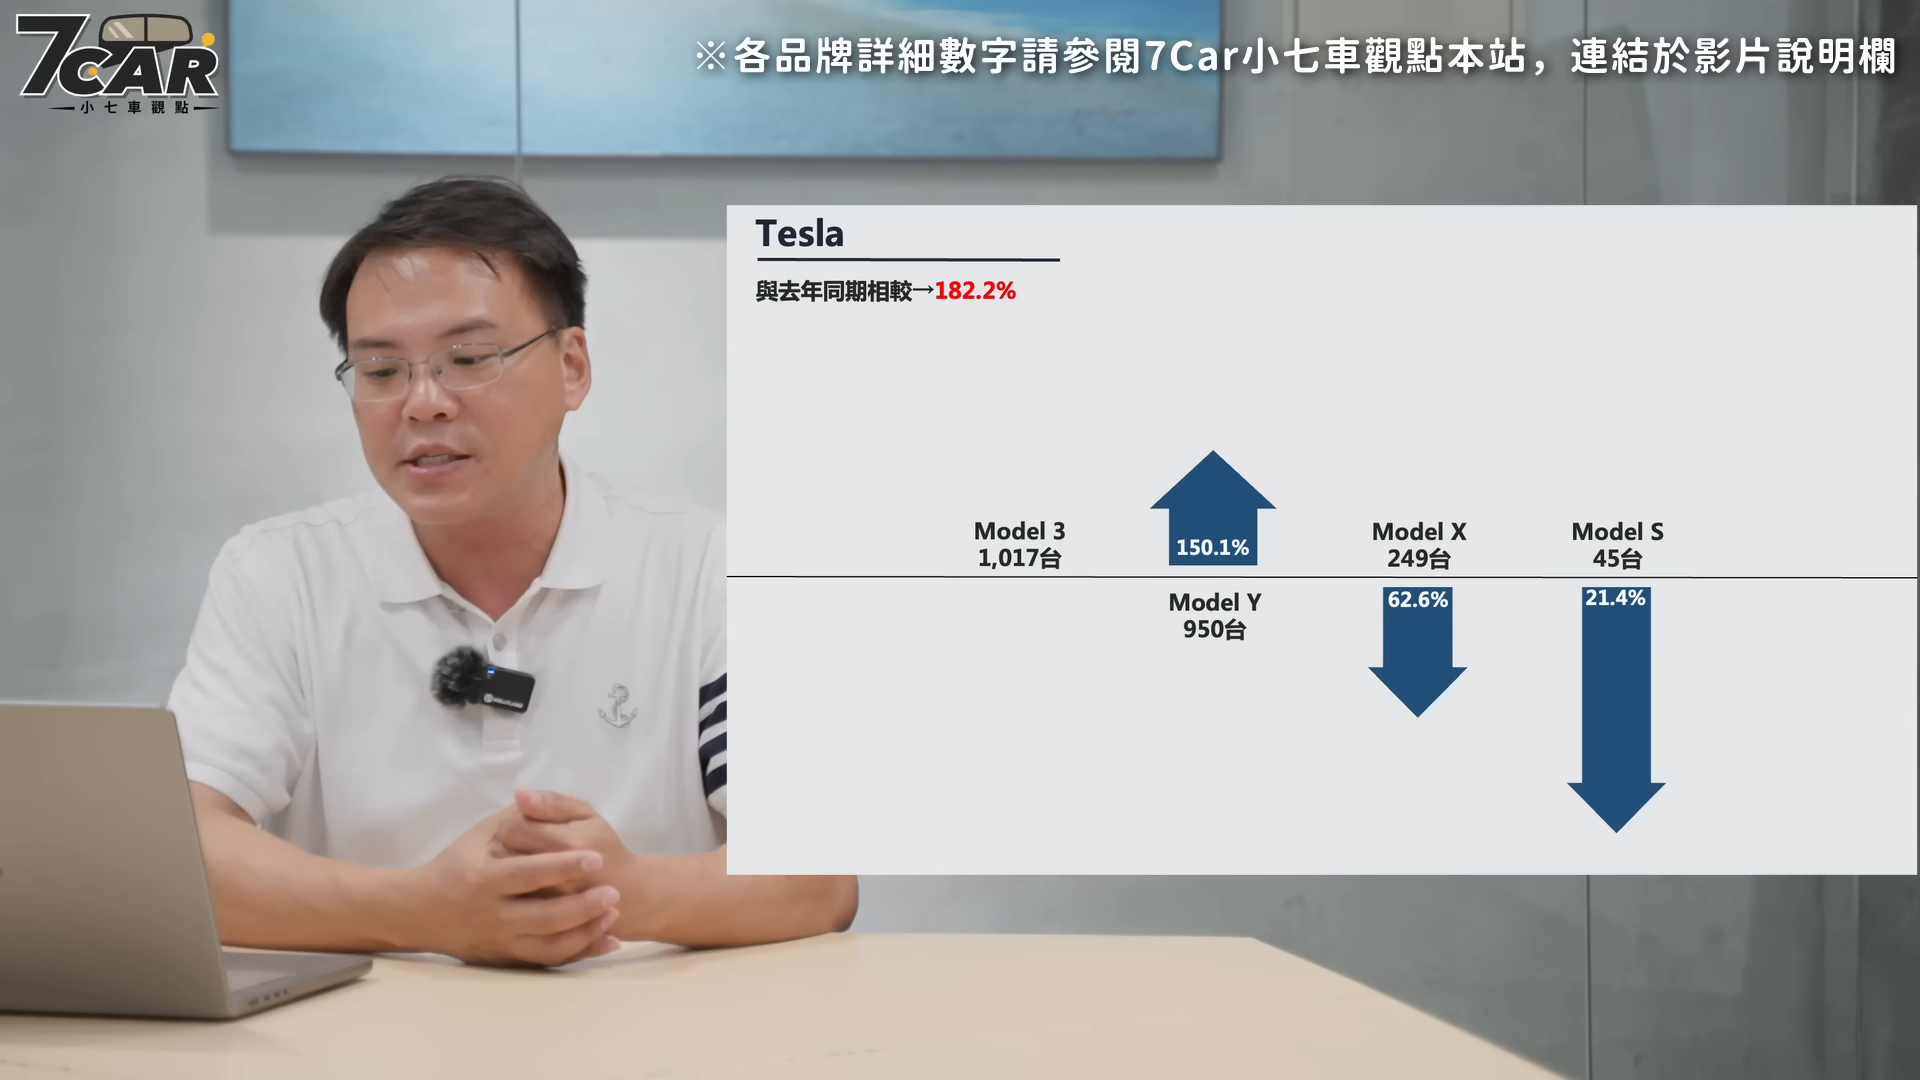 7CAR
小七車觀點
※各品牌詳細數字請參閱7Car小七車觀點本站，連結於影片說明欄
Tesla
與去年同期相較→182.2%
Model 3
1,017台
150.1%
Model Y
950台
Model X
249台
62.6%
Model S
45台
21.4%